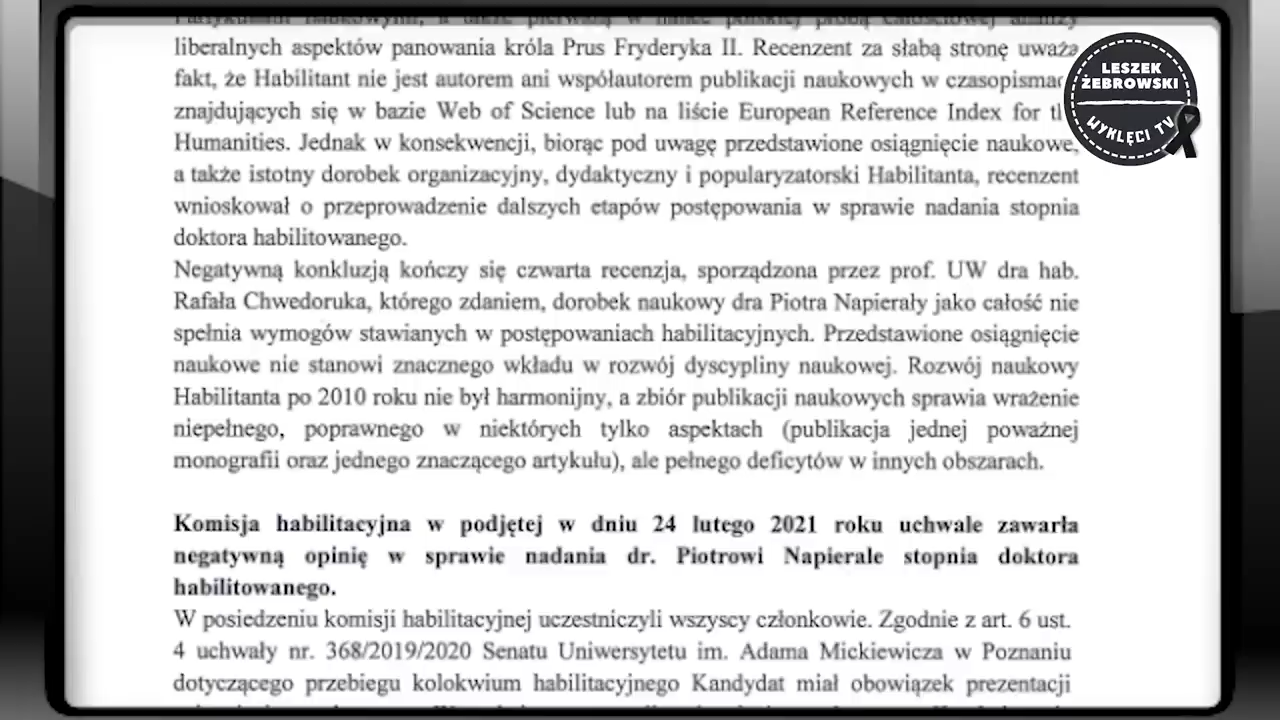 liberalnych aspektów panowania króla Prus Fryderyka II. Recenzent za słabą stronę uważa
fakt, że Habilitant nie jest autorem ani współautorem publikacji naukowych w
znajdujących się w bazie Web of Science lub na liście European Reference Index for
Humanities. Jednak w konsekwencji, biorąc pod uwagę przedstawione osiągnięcie naukowe,
a także istotny dorobek organizacyjny, dydaktyczny i popularyzatorski Habilitanta, recenzent
wnioskował o przeprowadzenie dalszych etapów postępowania w sprawie nadania stopnia
doktora habilitowanego.
Negatywną konkluzją kończy się czwarta recenzja, sporządzona przez prof. UW dra hab.
Rafała Chwedoruka, którego zdaniem, dorobek naukowy dra Piotra Napierały jako całość nie
spełnia wymogów stawianych w postępowaniach habilitacyjnych. Przedstawione osiągnięcie
naukowe nie stanowi znacznego wkładu w rozwój dyscypliny naukowej. Rozwój naukowy
Habilitanta po 2010 roku nie był harmonijny, a zbiór publikacji naukowych sprawia wrażenie
niepełnego, poprawnego w niektórych tylko aspektach (publikacja jednej poważnej
monografii oraz jednego znaczącego artykułu), ale pełnego deficytów w innych obszarach.
Komisja habilitacyjna w podjętej w dniu 24 lutego 2021 roku uchwale zawarła
negatywną opinię w sprawie nadania dr. Piotrowi Napierale stopnia doktora
habilitowanego.
W posiedzeniu komisji habilitacyjnej uczestniczyli wszyscy członkowie. Zgodnie z art. 6 ust.
4 uchwały nr. 368/2019/2020 Senatu Uniwersytetu im. Adama Mickiewicza w Poznaniu
dotyczącego przebiegu kolokwium habilitacyjnego Kandydat miał obowiązek prezentacji
LESZEK
ŻEBROWSKI
WYKLĘCI TV